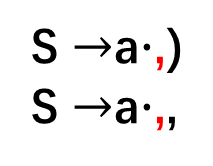 S →a·,)
S →a·,,